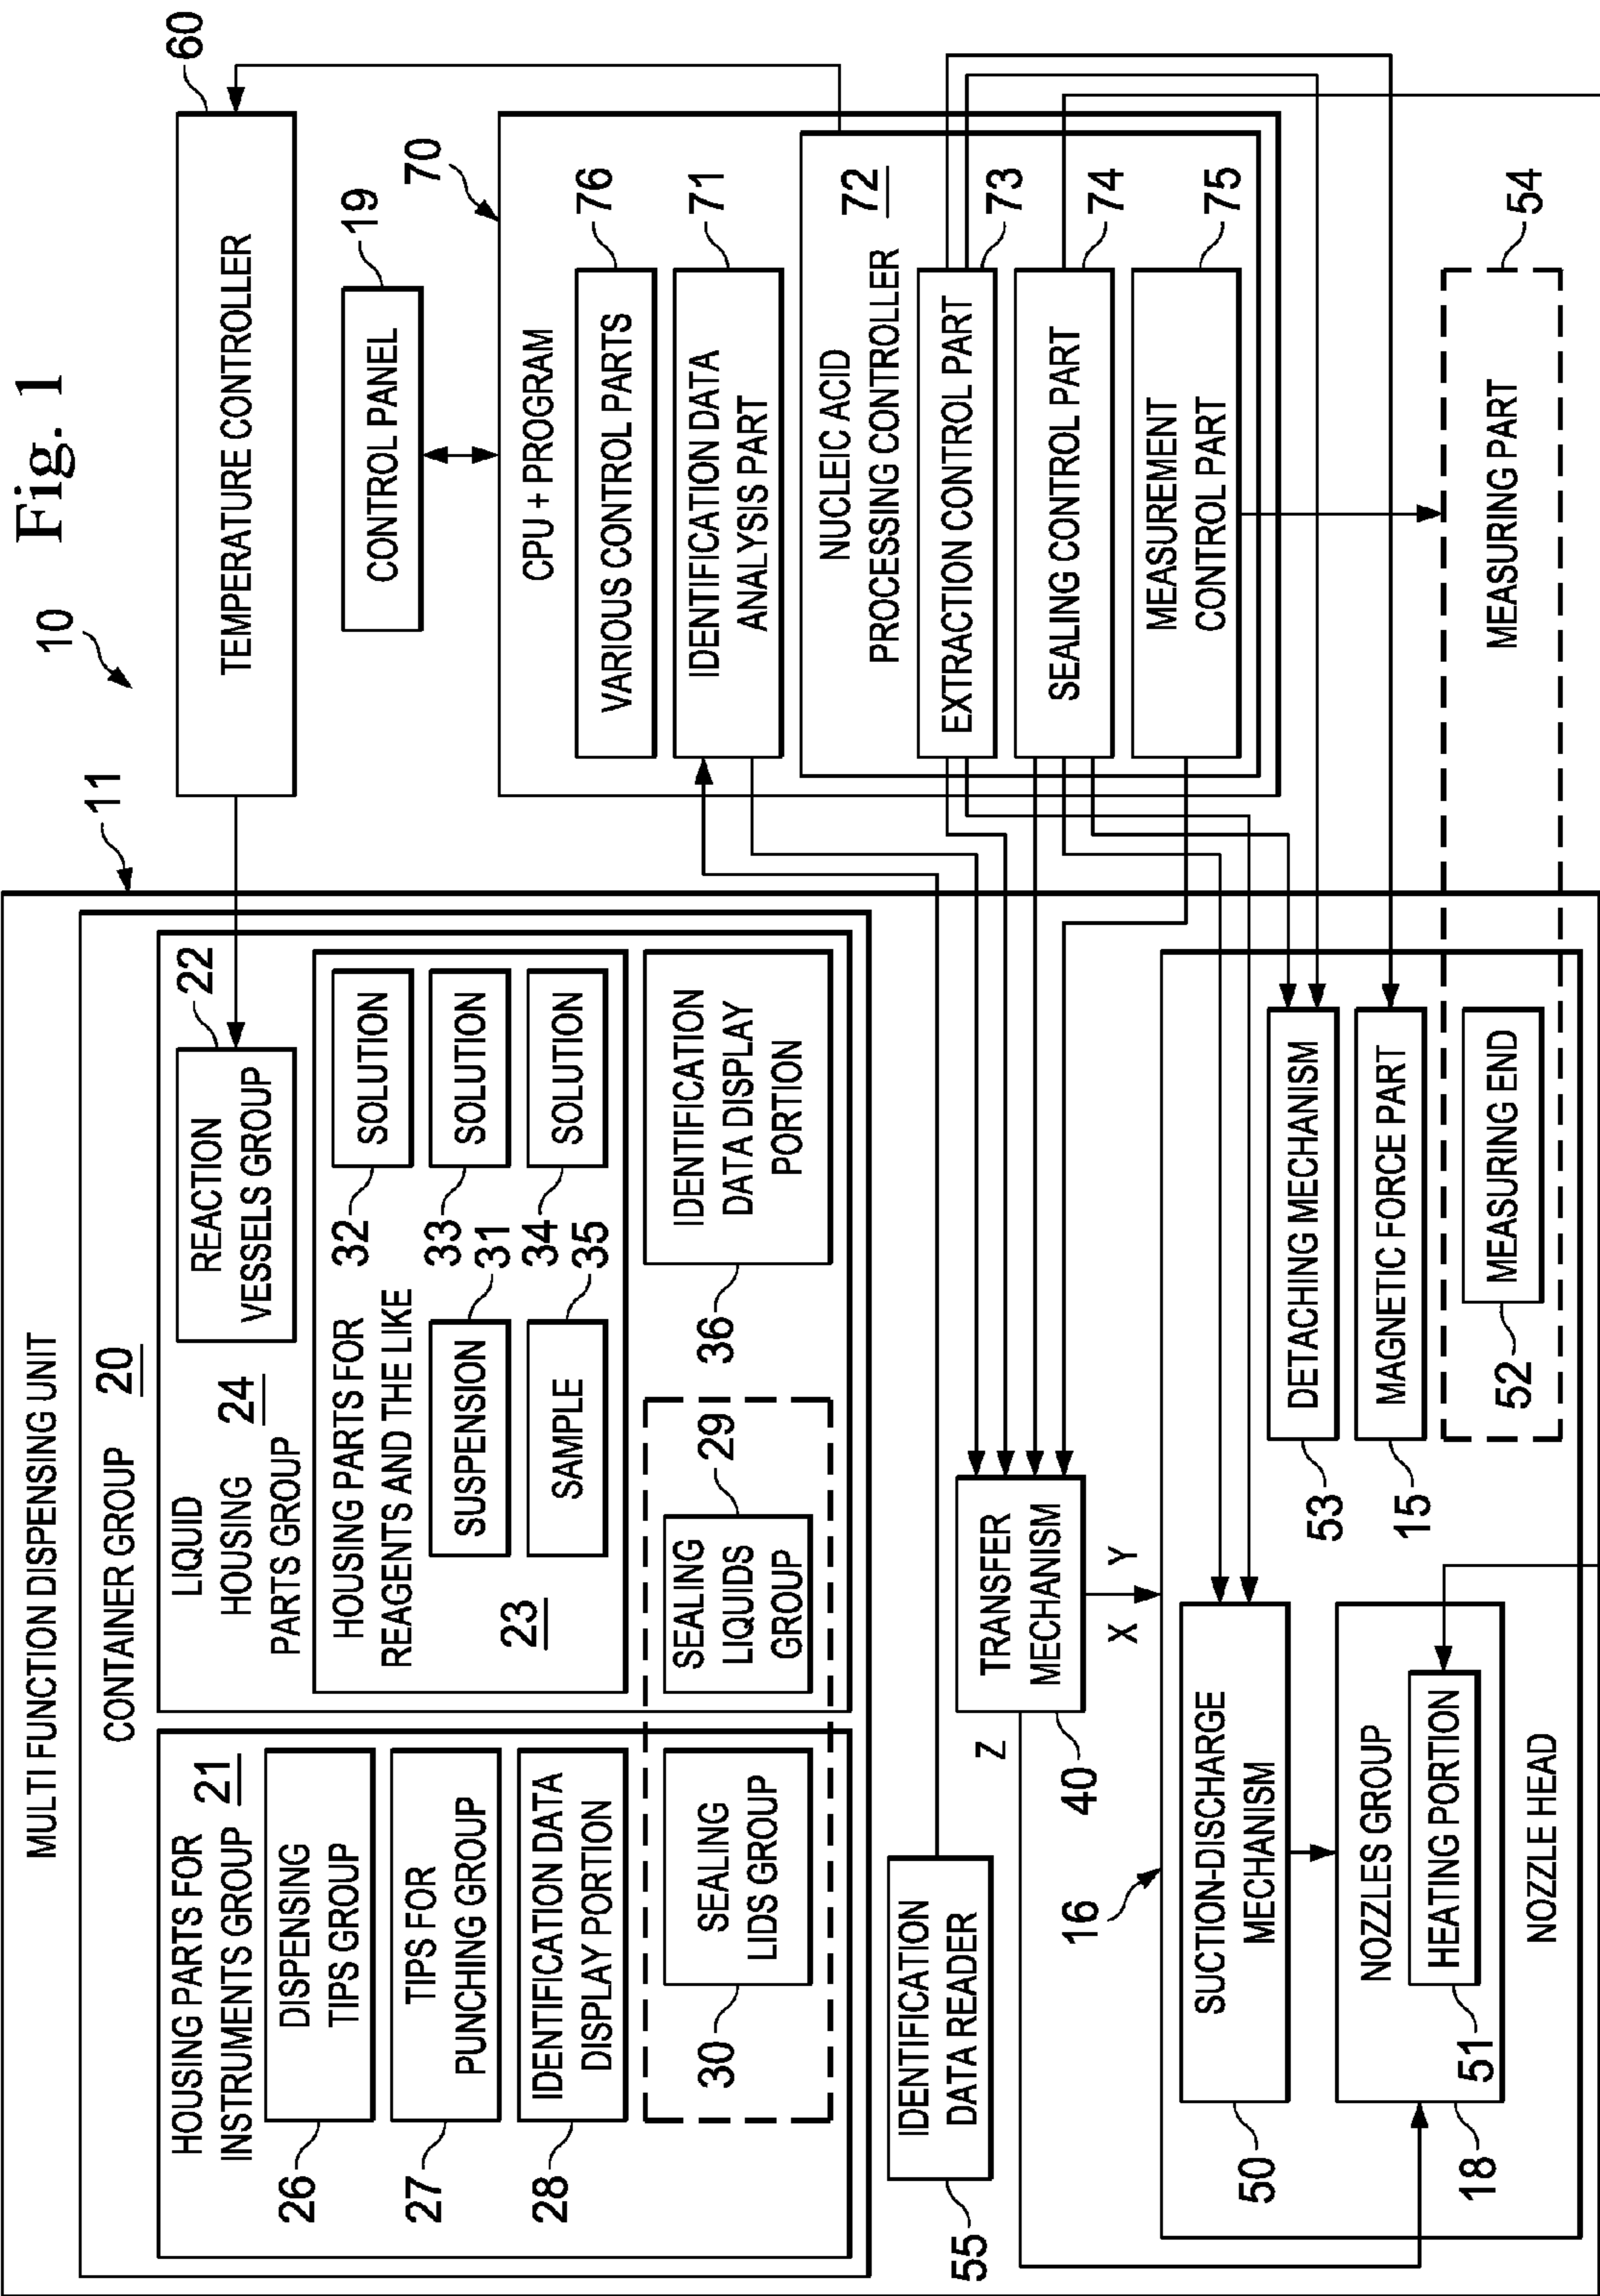 Fig. 1
10
11
MULTI FUNCTION DISPENSING UNIT
CONTAINER GROUP 20
HOUSING PARTS FOR
INSTRUMENTS GROUP 21
DISPENSING
TIPS GROUP
26
TIPS FOR
PUNCHING GROUP
27
IDENTIFICATION DATA
DISPLAY PORTION
28
SEALING
LIDS GROUP
30
LIQUID
HOUSING
PARTS GROUP
24
REACTION
VESSELS GROUP
22
HOUSING PARTS FOR
REAGENTS AND THE LIKE
23
SUSPENSION
31
SAMPLE
35
SOLUTION
32
SOLUTION
33
SOLUTION
34
SEALING
LIQUIDS
GROUP
29
IDENTIFICATION
DATA DISPLAY
PORTION
36
TEMPERATURE CONTROLLER
60
CONTROL PANEL
19
70
CPU + PROGRAM
VARIOUS CONTROL PARTS
76
IDENTIFICATION DATA
ANALYSIS PART
71
NUCLEIC ACID
PROCESSING CONTROLLER
72
EXTRACTION CONTROL PART
73
SEALING CONTROL PART
74
MEASUREMENT
CONTROL PART
75
IDENTIFICATION
DATA READER
55
TRANSFER
MECHANISM
40
Z
X Y
16
SUCTION-DISCHARGE
MECHANISM
50
NOZZLES GROUP
18
HEATING PORTION
51
NOZZLE HEAD
DETACHING MECHANISM
53
MAGNETIC FORCE PART
15
MEASURING END
52
MEASURING PART
54